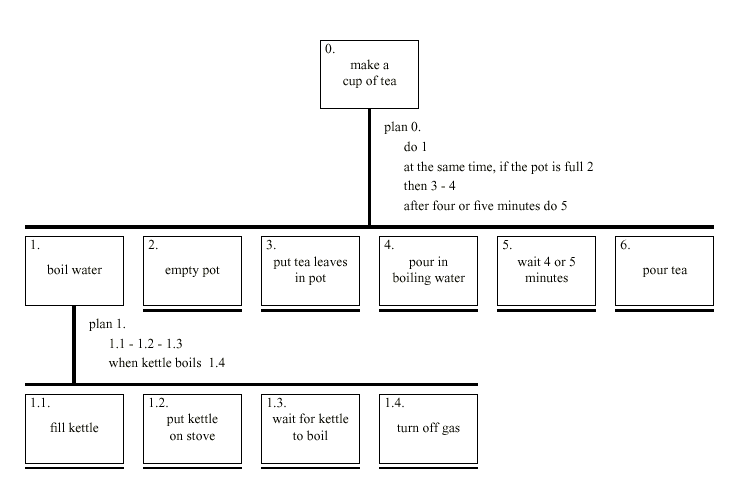 0.
make a
cup of tea
plan 0.
do 1
at the same time, if the pot is full 2
then 3 - 4
after four or five minutes do 5
1.
boil water
2.
empty pot
3.
put tea leaves
in pot
4.
pour in
boiling water
5.
wait 4 or 5
minutes
6.
pour tea
plan 1.
1.1 - 1.2 - 1.3
when kettle boils 1.4
1.1.
fill kettle
1.2.
put kettle
on stove
1.3.
wait for kettle
to boil
1.4.
turn off gas